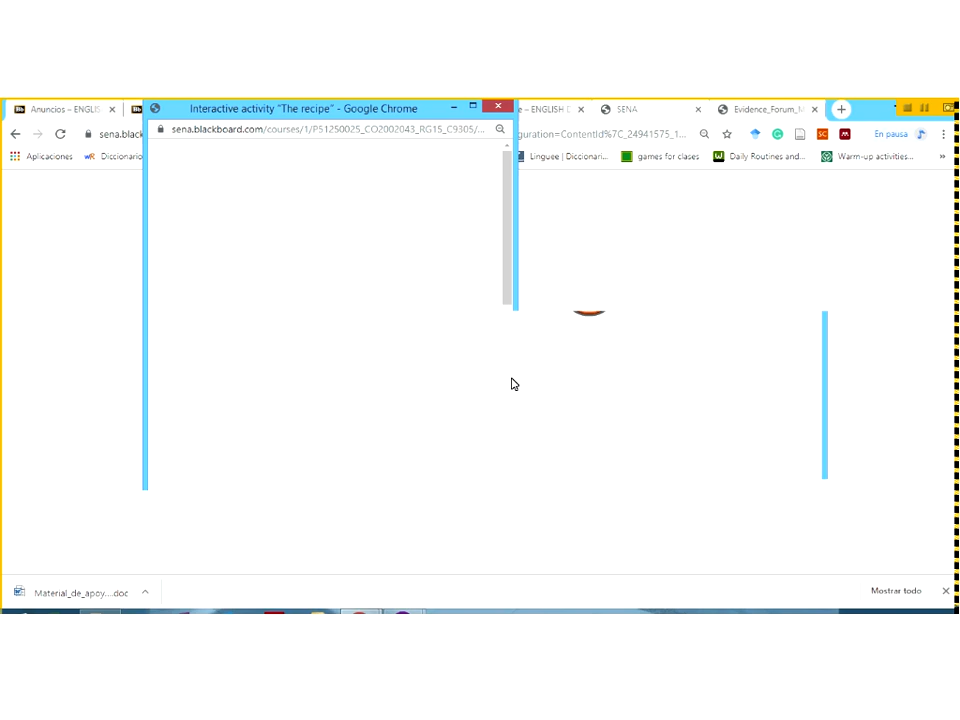 Anuncios – ENGLIS
Interactive activity "The recipe" - Google Chrome
e – ENGLISH D
SENA
Evidence_Forum_M
sena.black
sena.blackboard.com/courses/1/P51250025_CO2002043_RG15_C9305/...
guration=ContentId%7C_24941575_1...
En pausa
Aplicaciones
Diccionario
Linguee | Diccionari...
games for clases
Daily Routines and...
Warm-up activities...
»
Material_de_apoy....doc
Mostrar todo